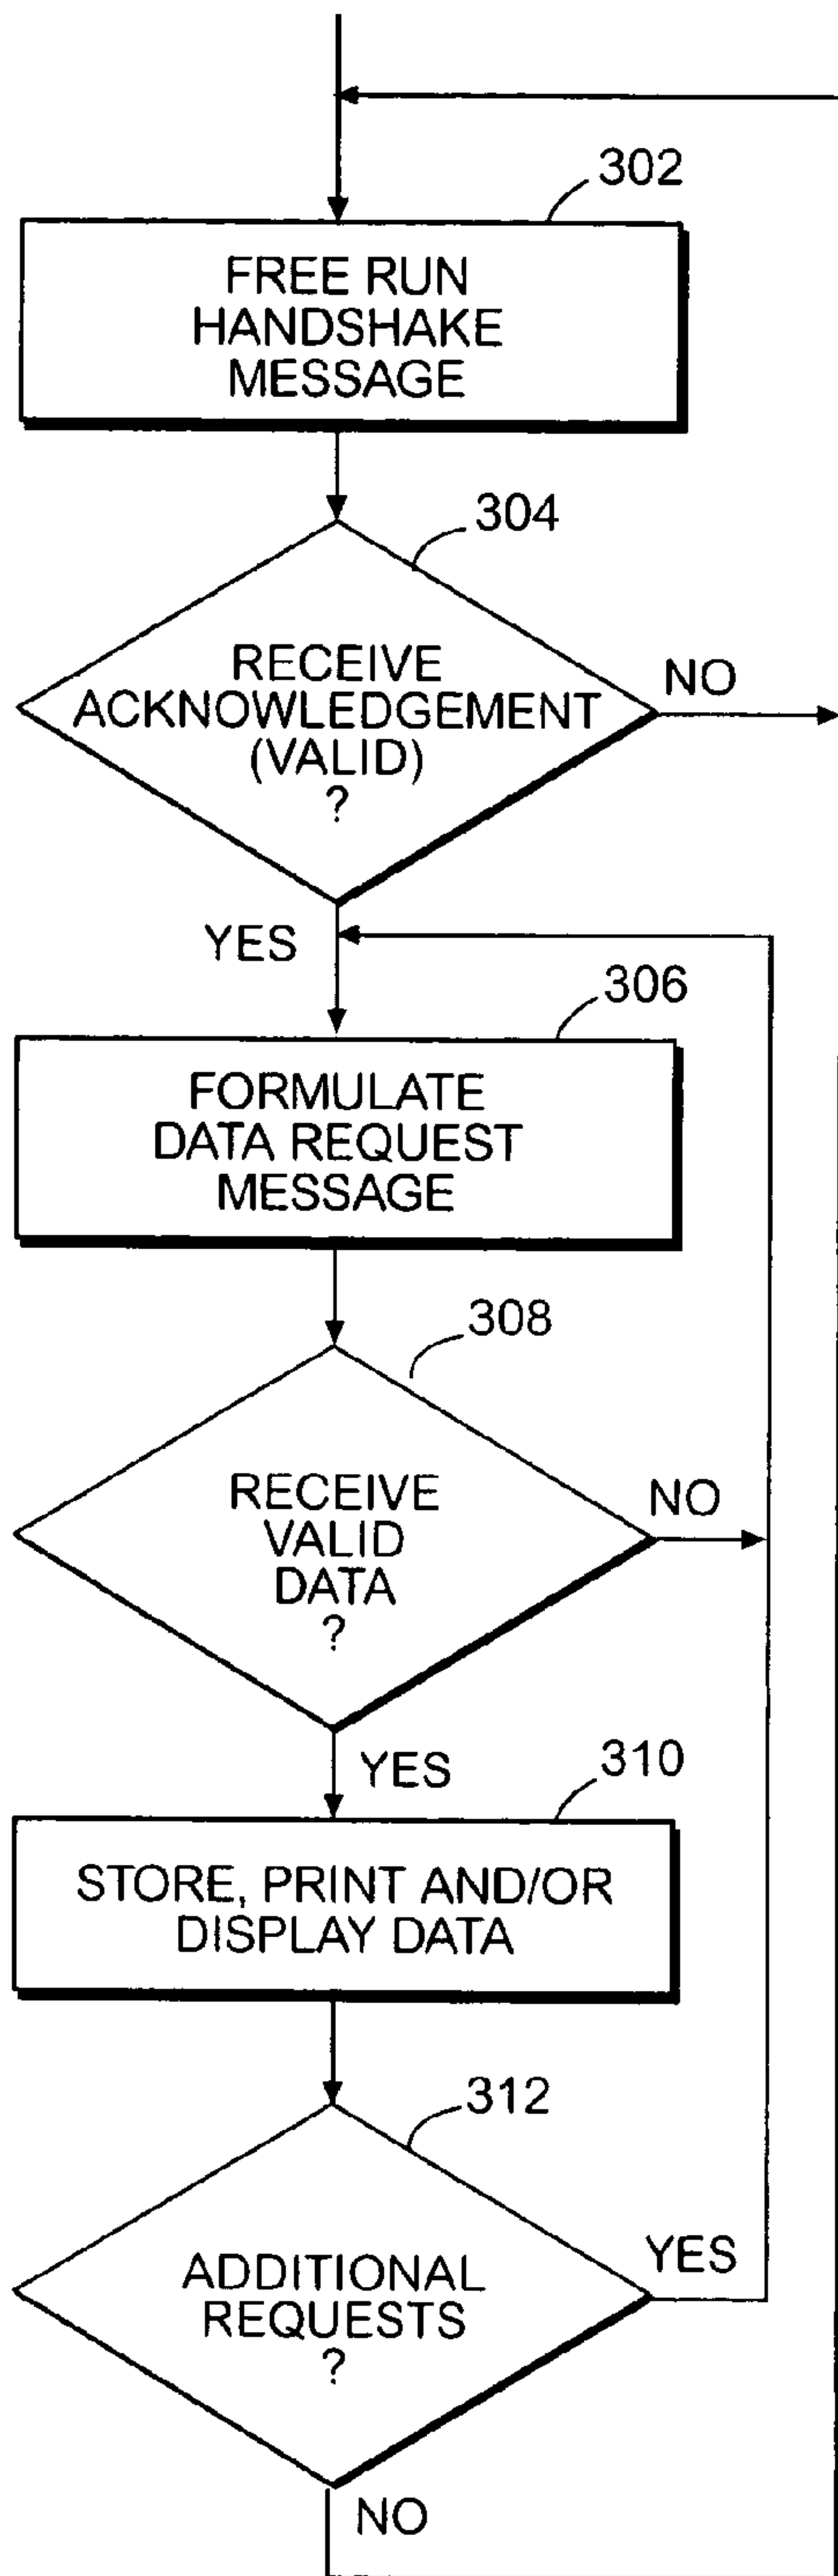 302
FREE RUN
HANDSHAKE
MESSAGE
304
RECEIVE
ACKNOWLEDGEMENT
(VALID)
?
NO
YES
306
FORMULATE
DATA REQUEST
MESSAGE
308
RECEIVE
VALID
DATA
?
NO
YES
310
STORE, PRINT AND/OR
DISPLAY DATA
312
ADDITIONAL
REQUESTS
?
YES
NO